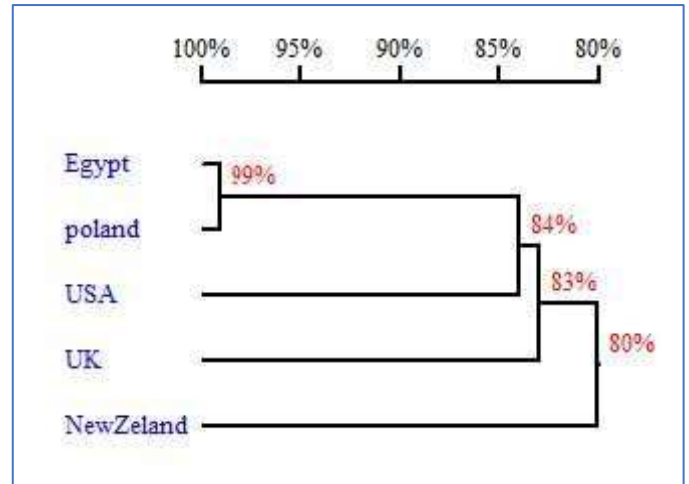 100% 95% 90% 85% 80%
Egypt
99%
poland
84%
USA
83%
80%
UK
NewZeland